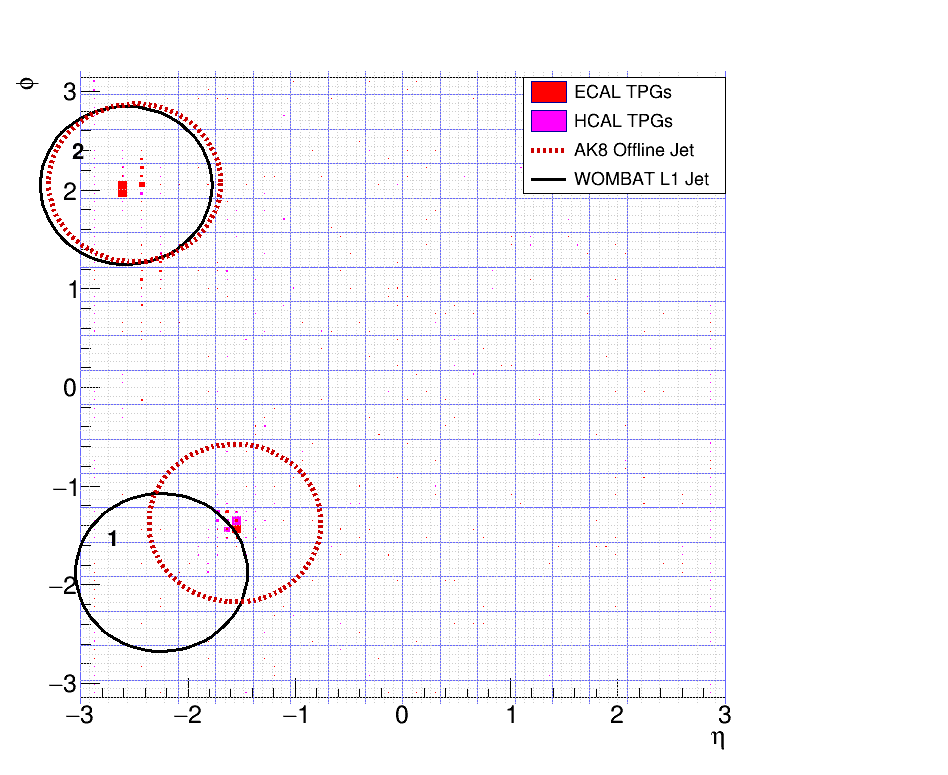 ϕ
3
2
1
0
−1
−2
−3
2
1
ECAL TPGs
HCAL TPGs
AK8 Offline Jet
WOMBAT L1 Jet
−3 −2 −1 0 1 2 3
η